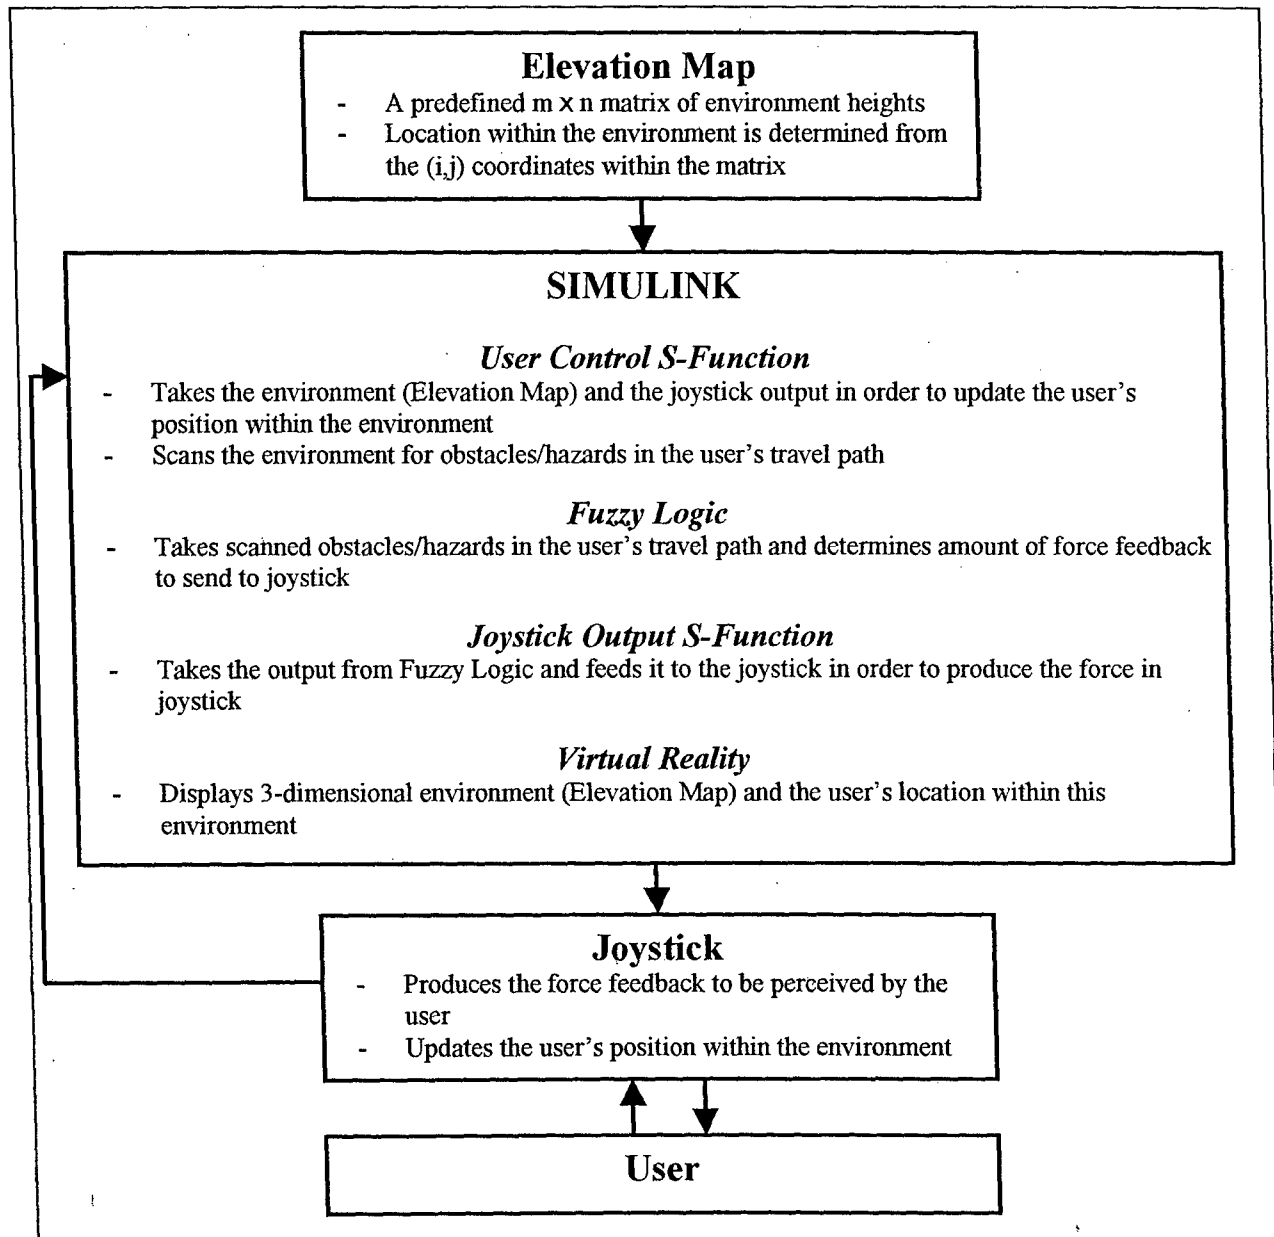 Elevation Map
- A predefined m x n matrix of environment heights
- Location within the environment is determined from
the (i,j) coordinates within the matrix
SIMULINK
User Control S-Function
- Takes the environment (Elevation Map) and the joystick output in order to update the user's
position within the environment
- Scans the environment for obstacles/hazards in the user's travel path
Fuzzy Logic
- Takes scanned obstacles/hazards in the user's travel path and determines amount of force feedback
to send to joystick
Joystick Output S-Function
- Takes the output from Fuzzy Logic and feeds it to the joystick in order to produce the force in
joystick
Virtual Reality
- Displays 3-dimensional environment (Elevation Map) and the user's location within this
environment
Joystick
- Produces the force feedback to be perceived by the
user
- Updates the user's position within the environment
User